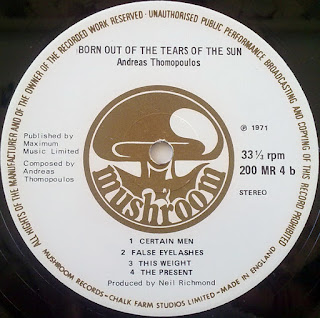 ALL RIGHTS OF THE MANUFACTURER AND OF THE OWNER OF THE RECORDED WORK RESERVED - UNAUTHORISED PUBLIC PERFORMANCE BROADCASTING AND COPYING OF THIS RECORD PROHIBITED
BORN OUT OF THE TEARS OF THE SUN
Andreas Thomopoulos
Published by
Maximum
Music Limited
Composed by
Andreas
Thomopoulos
℗ 1971
33⅓ rpm
200 MR 4 b
STEREO
mushroom
1 CERTAIN MEN
2 FALSE EYELASHES
3 THIS WEIGHT
4 THE PRESENT
Produced by Neil Richmond
MUSHROOM RECORDS - CHALK FARM STUDIOS LIMITED - MADE IN ENGLAND